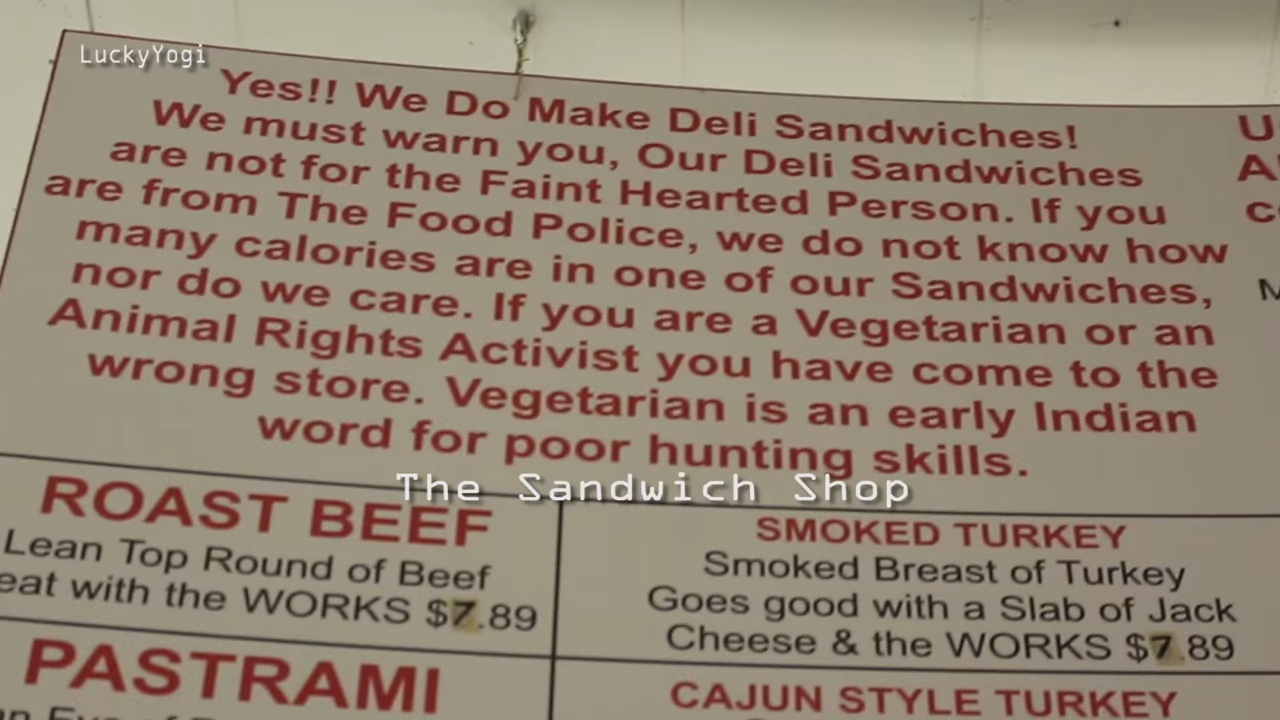 LuckyYogi
Yes!! We Do Make Deli Sandwiches!
We must warn you, Our Deli Sandwiches
are not for the Faint Hearted Person. If you
are from The Food Police, we do not know how
many calories are in one of our Sandwiches,
nor do we care. If you are a Vegetarian or an
Animal Rights Activist you have come to the
wrong store. Vegetarian is an early Indian
word for poor hunting skills.
The Sandwich Shop
ROAST BEEF
Lean Top Round of Beef
eat with the WORKS $7.89
SMOKED TURKEY
Smoked Breast of Turkey
Goes good with a Slab of Jack
Cheese & the WORKS $7.89
PASTRAMI
CAJUN STYLE TURKEY